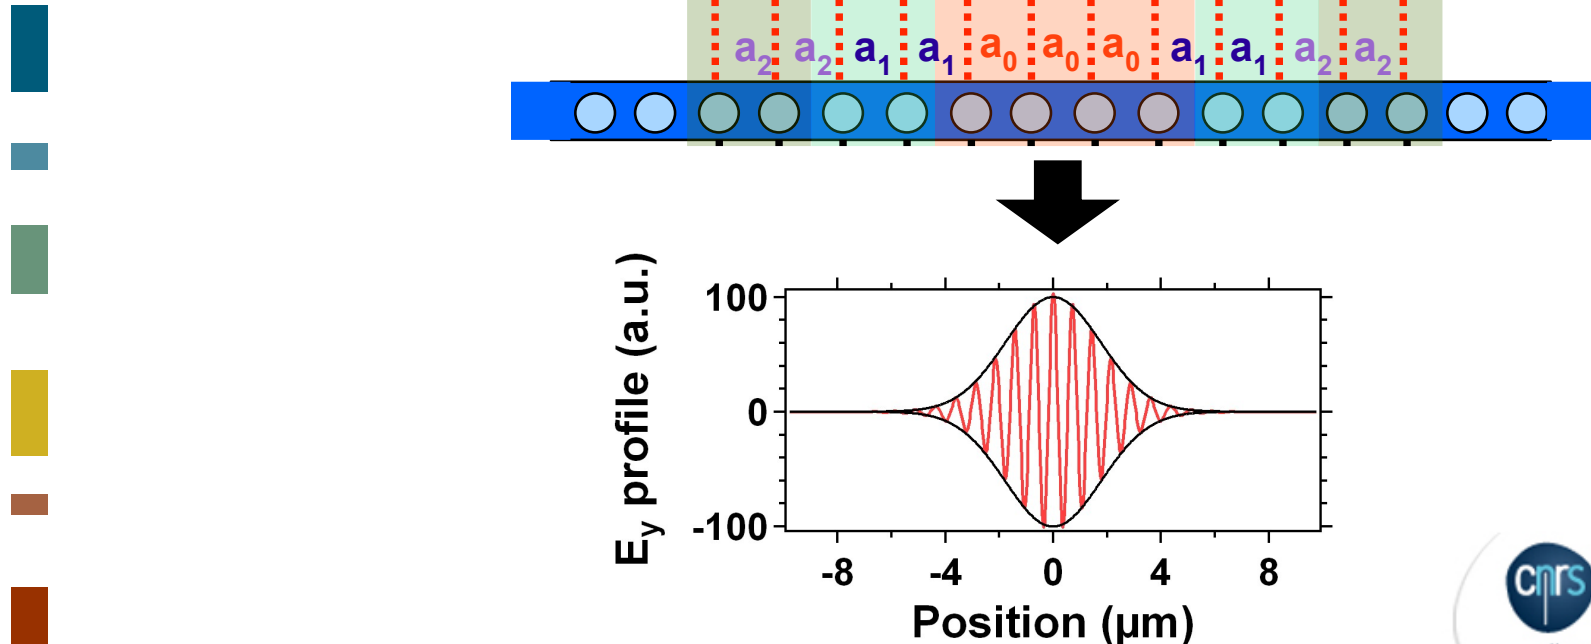 a2 a2 a1 a1 a0 a0 a0 a1 a1 a2 a2
Ey profile (a.u.)
100
0
-100
-8 -4 0 4 8
Position (µm)
cnrs